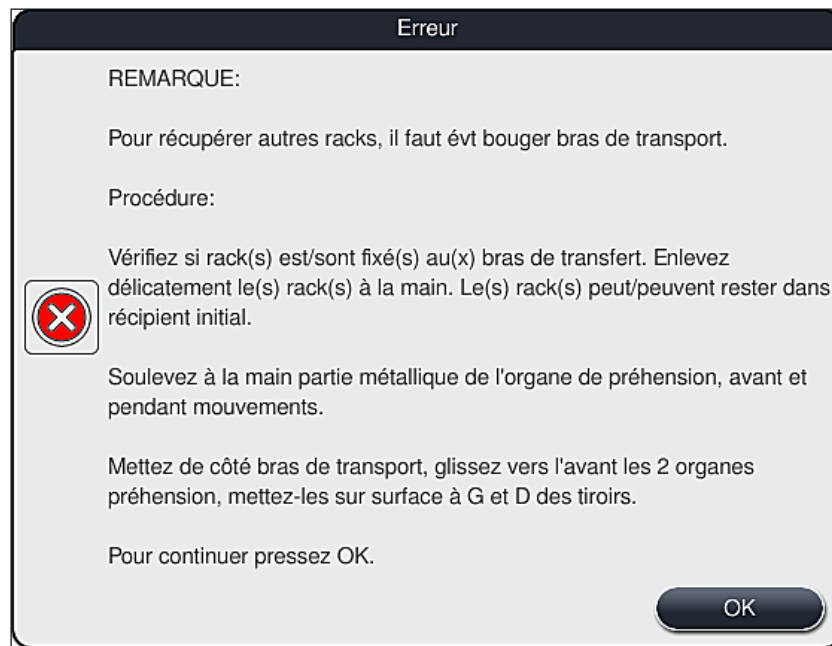 Erreur
REMARQUE:
Pour récupérer autres racks, il faut évt bouger bras de transport.
Procédure:
Vérifiez si rack(s) est/sont fixé(s) au(x) bras de transfert. Enlevez
délicatement le(s) rack(s) à la main. Le(s) rack(s) peut/peuvent rester dans
récipient initial.
Soulevez à la main partie métallique de l'organe de préhension, avant et
pendant mouvements.
Mettez de côté bras de transport, glissez vers l'avant les 2 organes
préhension, mettez-les sur surface à G et D des tiroirs.
Pour continuer pressez OK.
OK